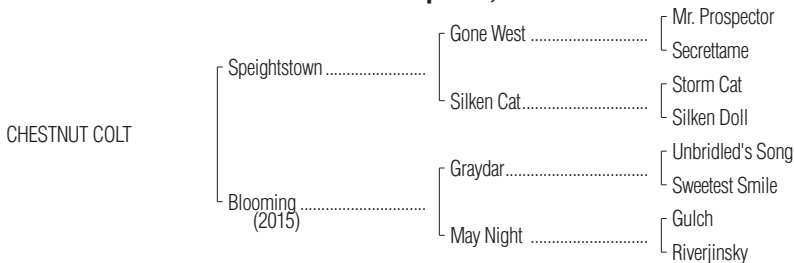 Mr. Prospector
Gone West ........................
Secrettame
Speightstown ....................
Storm Cat
Silken Cat.........................
Silken Doll
CHESTNUT COLT
Unbridled's Song
Graydar.............................
Sweetest Smile
Blooming .........................
(2015)
Gulch
May Night ........................
Riverjinsky